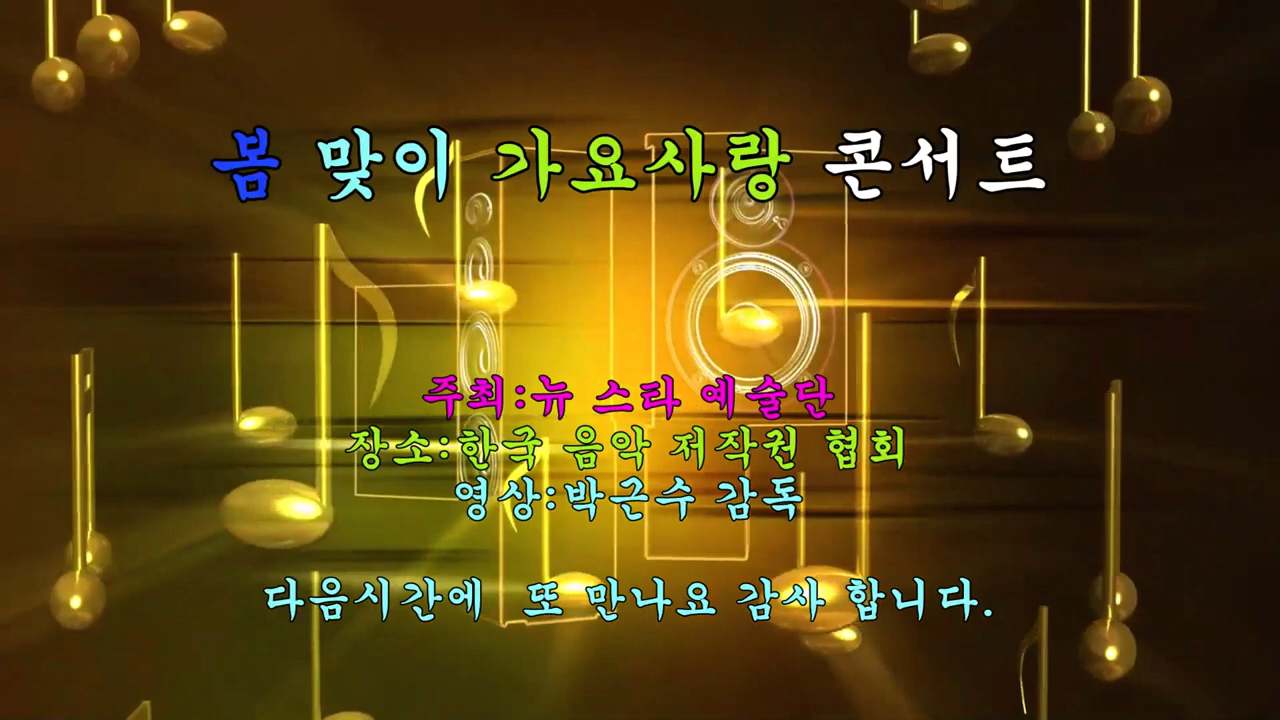 봄 맞이 가요사랑 콘서트
주최:뉴 스타 예술단
장소:한국 음악 저작권 협회
영상:박근수 감독
다음시간에 또 만나요 감사 합니다.